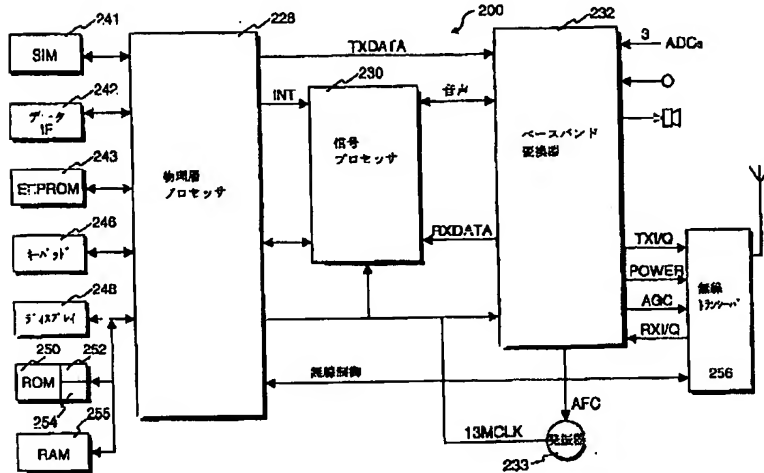 241
SIM
242
データ
IF
243
EEPROM
246
キーパッド
248
ディスプレイ
250
252
ROM
254
255
RAM
228
物理層
プロセッサ
TXDATA
INT
230
信号
プロセッサ
音声
RXDATA
無線制御
13MCLK
200
232
ベースバンド
変換器
3
ADCs
TXI/Q
POWER
AGC
RXI/Q
無線
トランシーバ
256
AFC
発振器
233